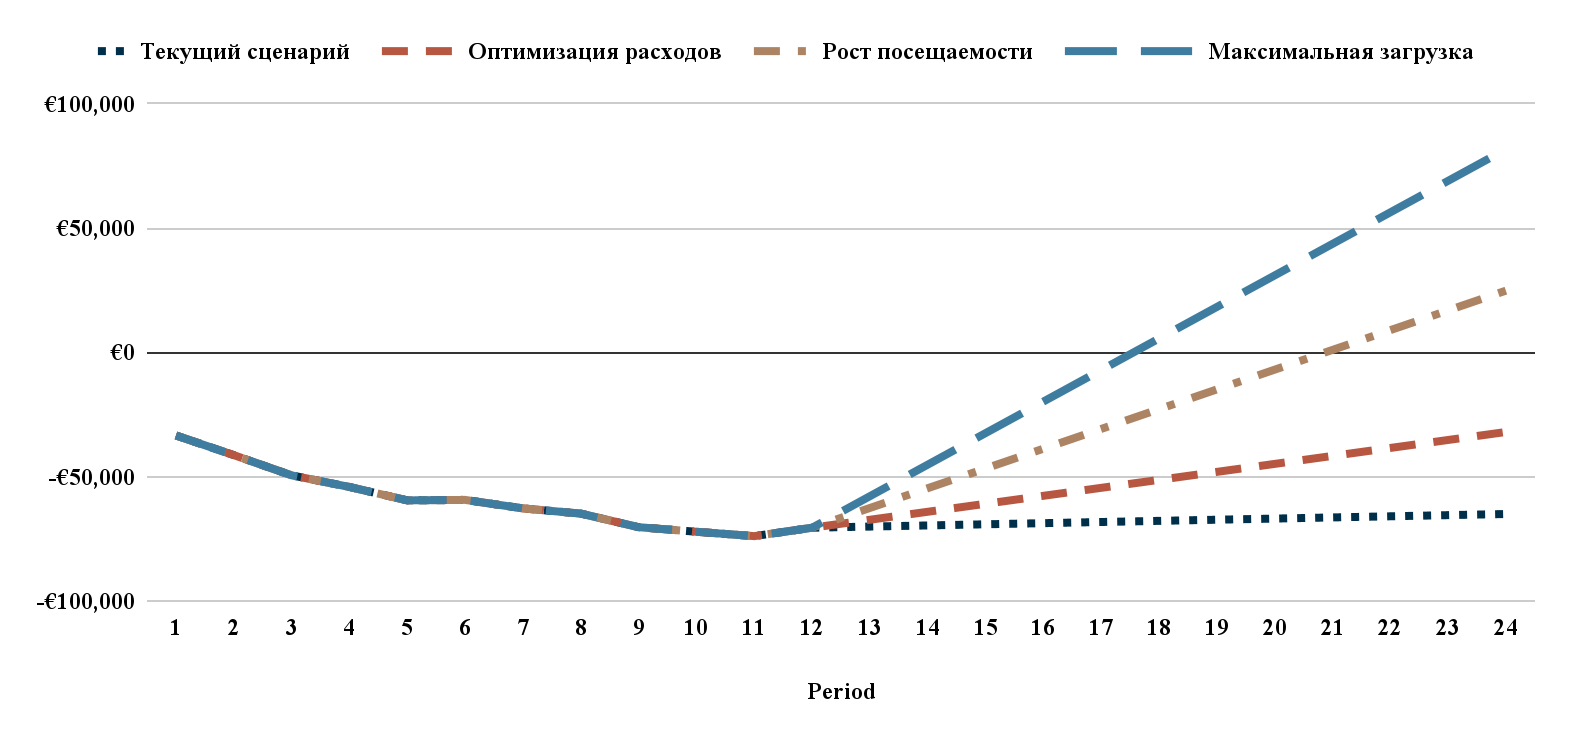 Текущий сценарий Оптимизация расходов Рост посещаемости Максимальная загрузка
€100,000
€50,000
€0
-€50,000
-€100,000
1 2 3 4 5 6 7 8 9 10 11 12 13 14 15 16 17 18 19 20 21 22 23 24
Period